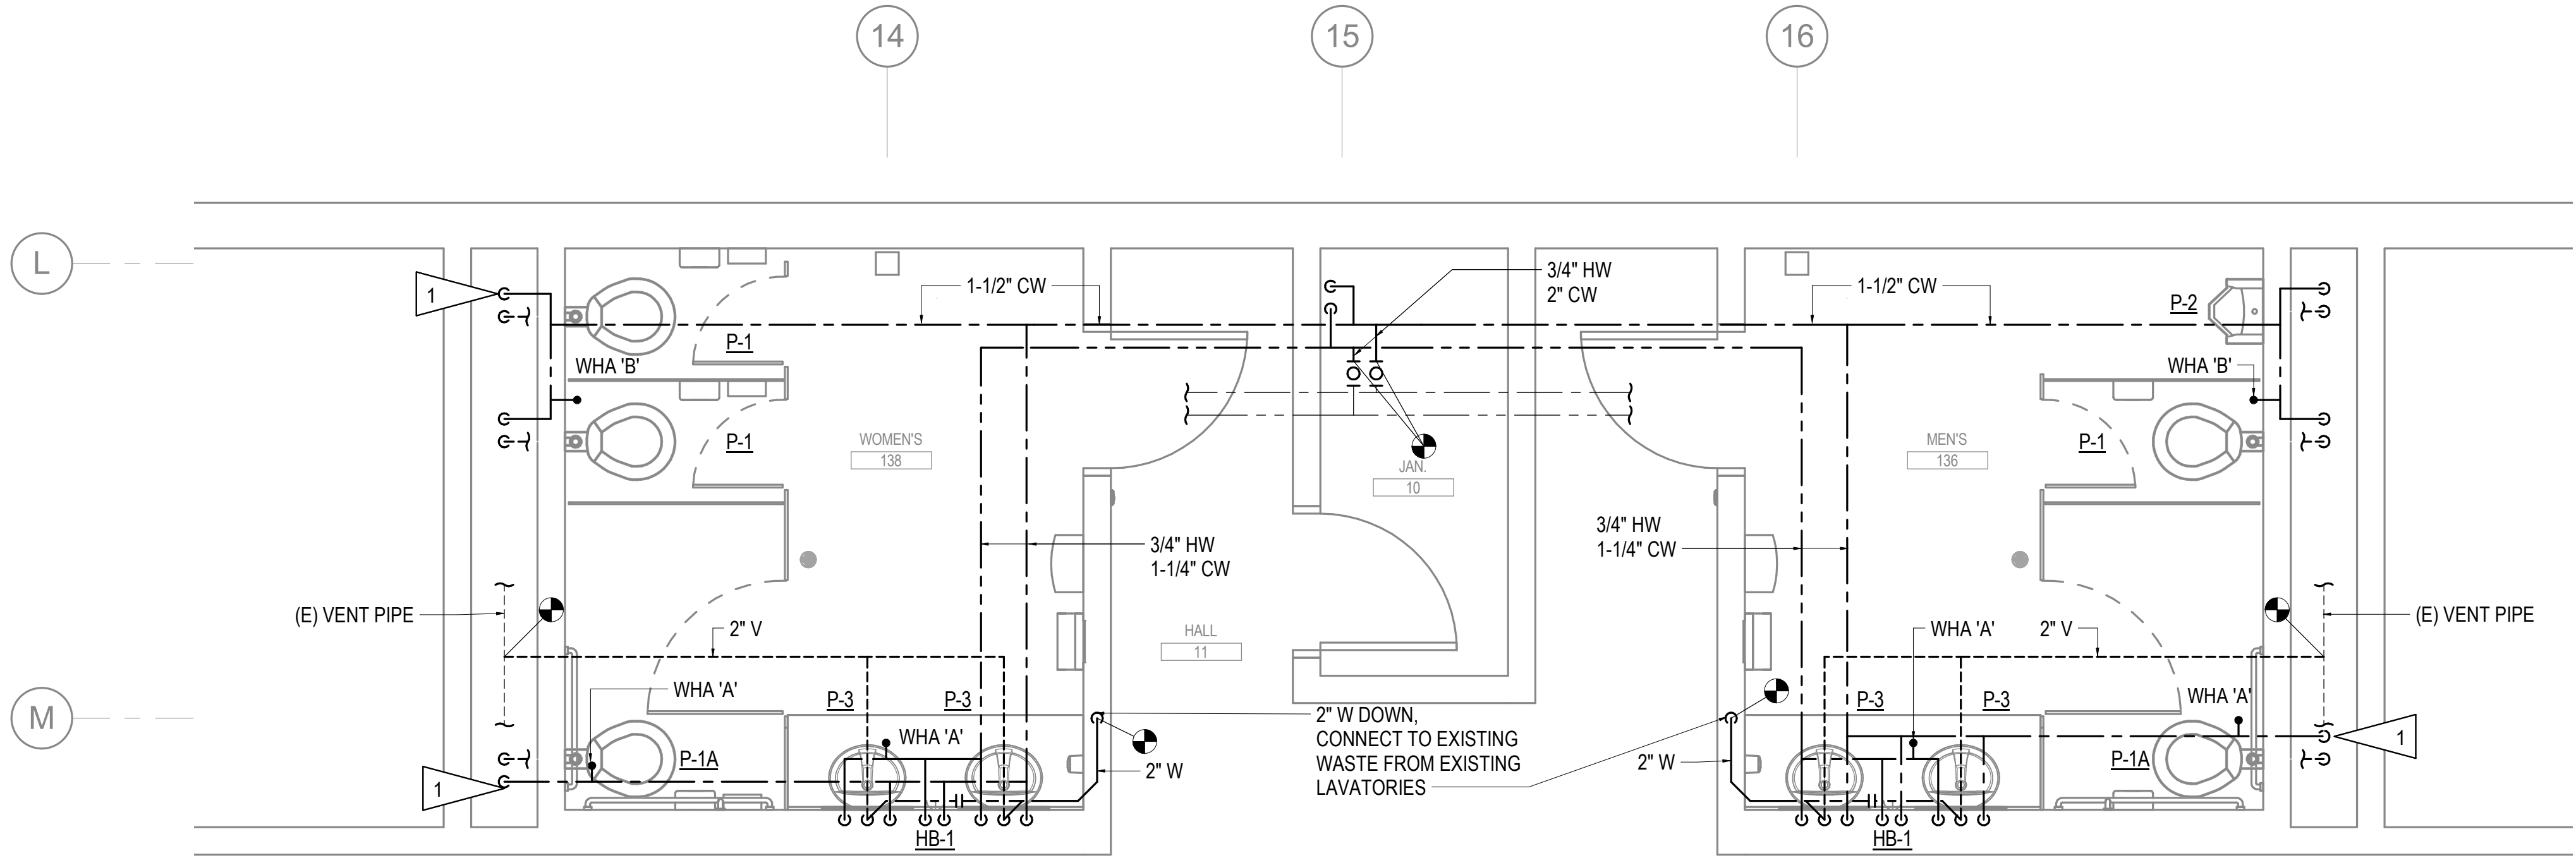 14
15
16
L
M
1
1-1/2" CW
3/4" HW
2" CW
1-1/2" CW
P-2
P-1
WHA 'B'
WHA 'B'
P-1
WOMEN'S
138
JAN.
10
MEN'S
136
P-1
3/4" HW
1-1/4" CW
3/4" HW
1-1/4" CW
(E) VENT PIPE
2" V
HALL
11
WHA 'A'
2" V
(E) VENT PIPE
WHA 'A'
P-3
P-3
P-3
P-3
WHA 'A'
2" W DOWN,
CONNECT TO EXISTING
WASTE FROM EXISTING
LAVATORIES
WHA 'A'
1
P-1A
2" W
2" W
P-1A
1
HB-1
HB-1